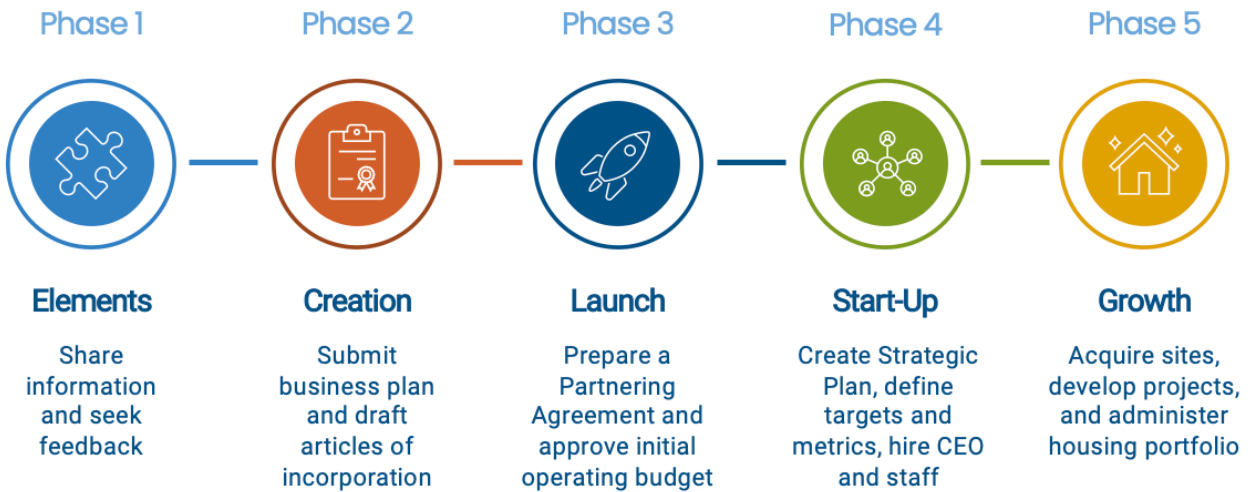 Phase 1
Phase 2
Phase 3
Phase 4
Phase 5
Elements
Share
information
and seek
feedback
Creation
Submit
business plan
and draft
articles of
incorporation
Launch
Prepare a
Partnering
Agreement and
approve initial
operating budget
Start-Up
Create Strategic
Plan, define
targets and
metrics, hire CEO
and staff
Growth
Acquire sites,
develop projects,
and administer
housing portfolio